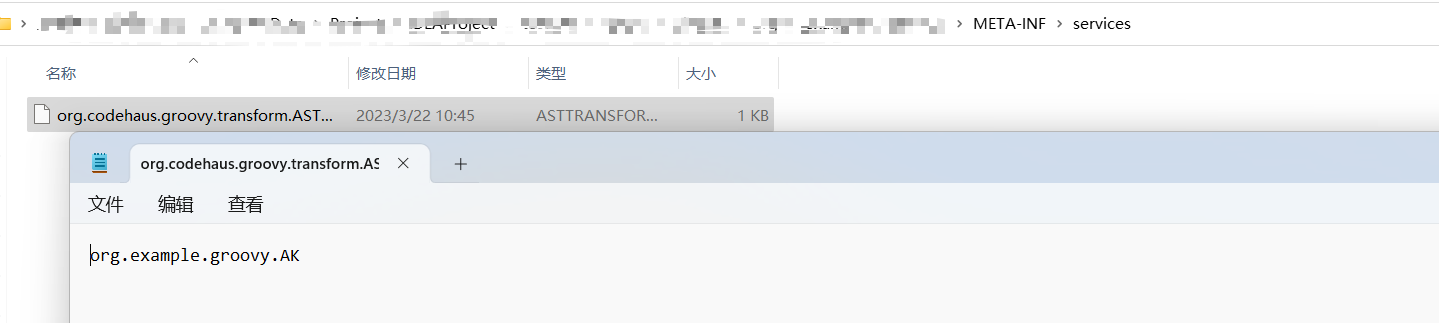 META-INF > services
名称 修改日期 类型 大小
org.codehaus.groovy.transform.AST... 2023/3/22 10:45 ASTTRANSFOR... 1 KB
org.codehaus.groovy.transform.AS
文件 编辑 查看
org.example.groovy.AK